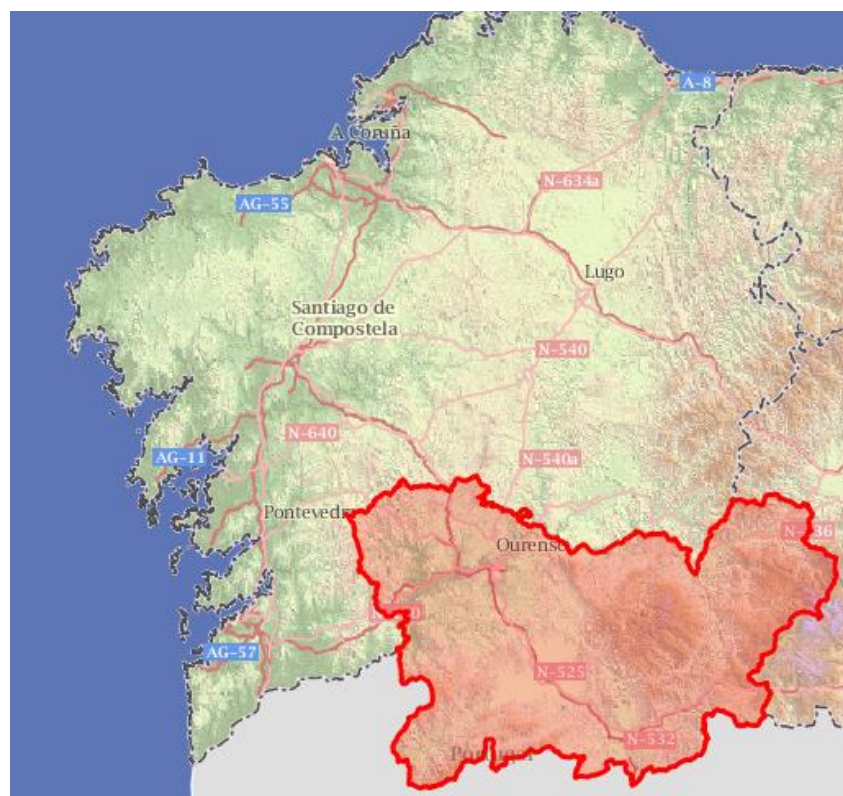 A-8
A Coruña
N-634a
AG-55
Lugo
Santiago de
Compostela
N-540
N-640
AG-11
N-540a
Pontevedra
Ourense
AG-57
N-525
N-532
Portugal